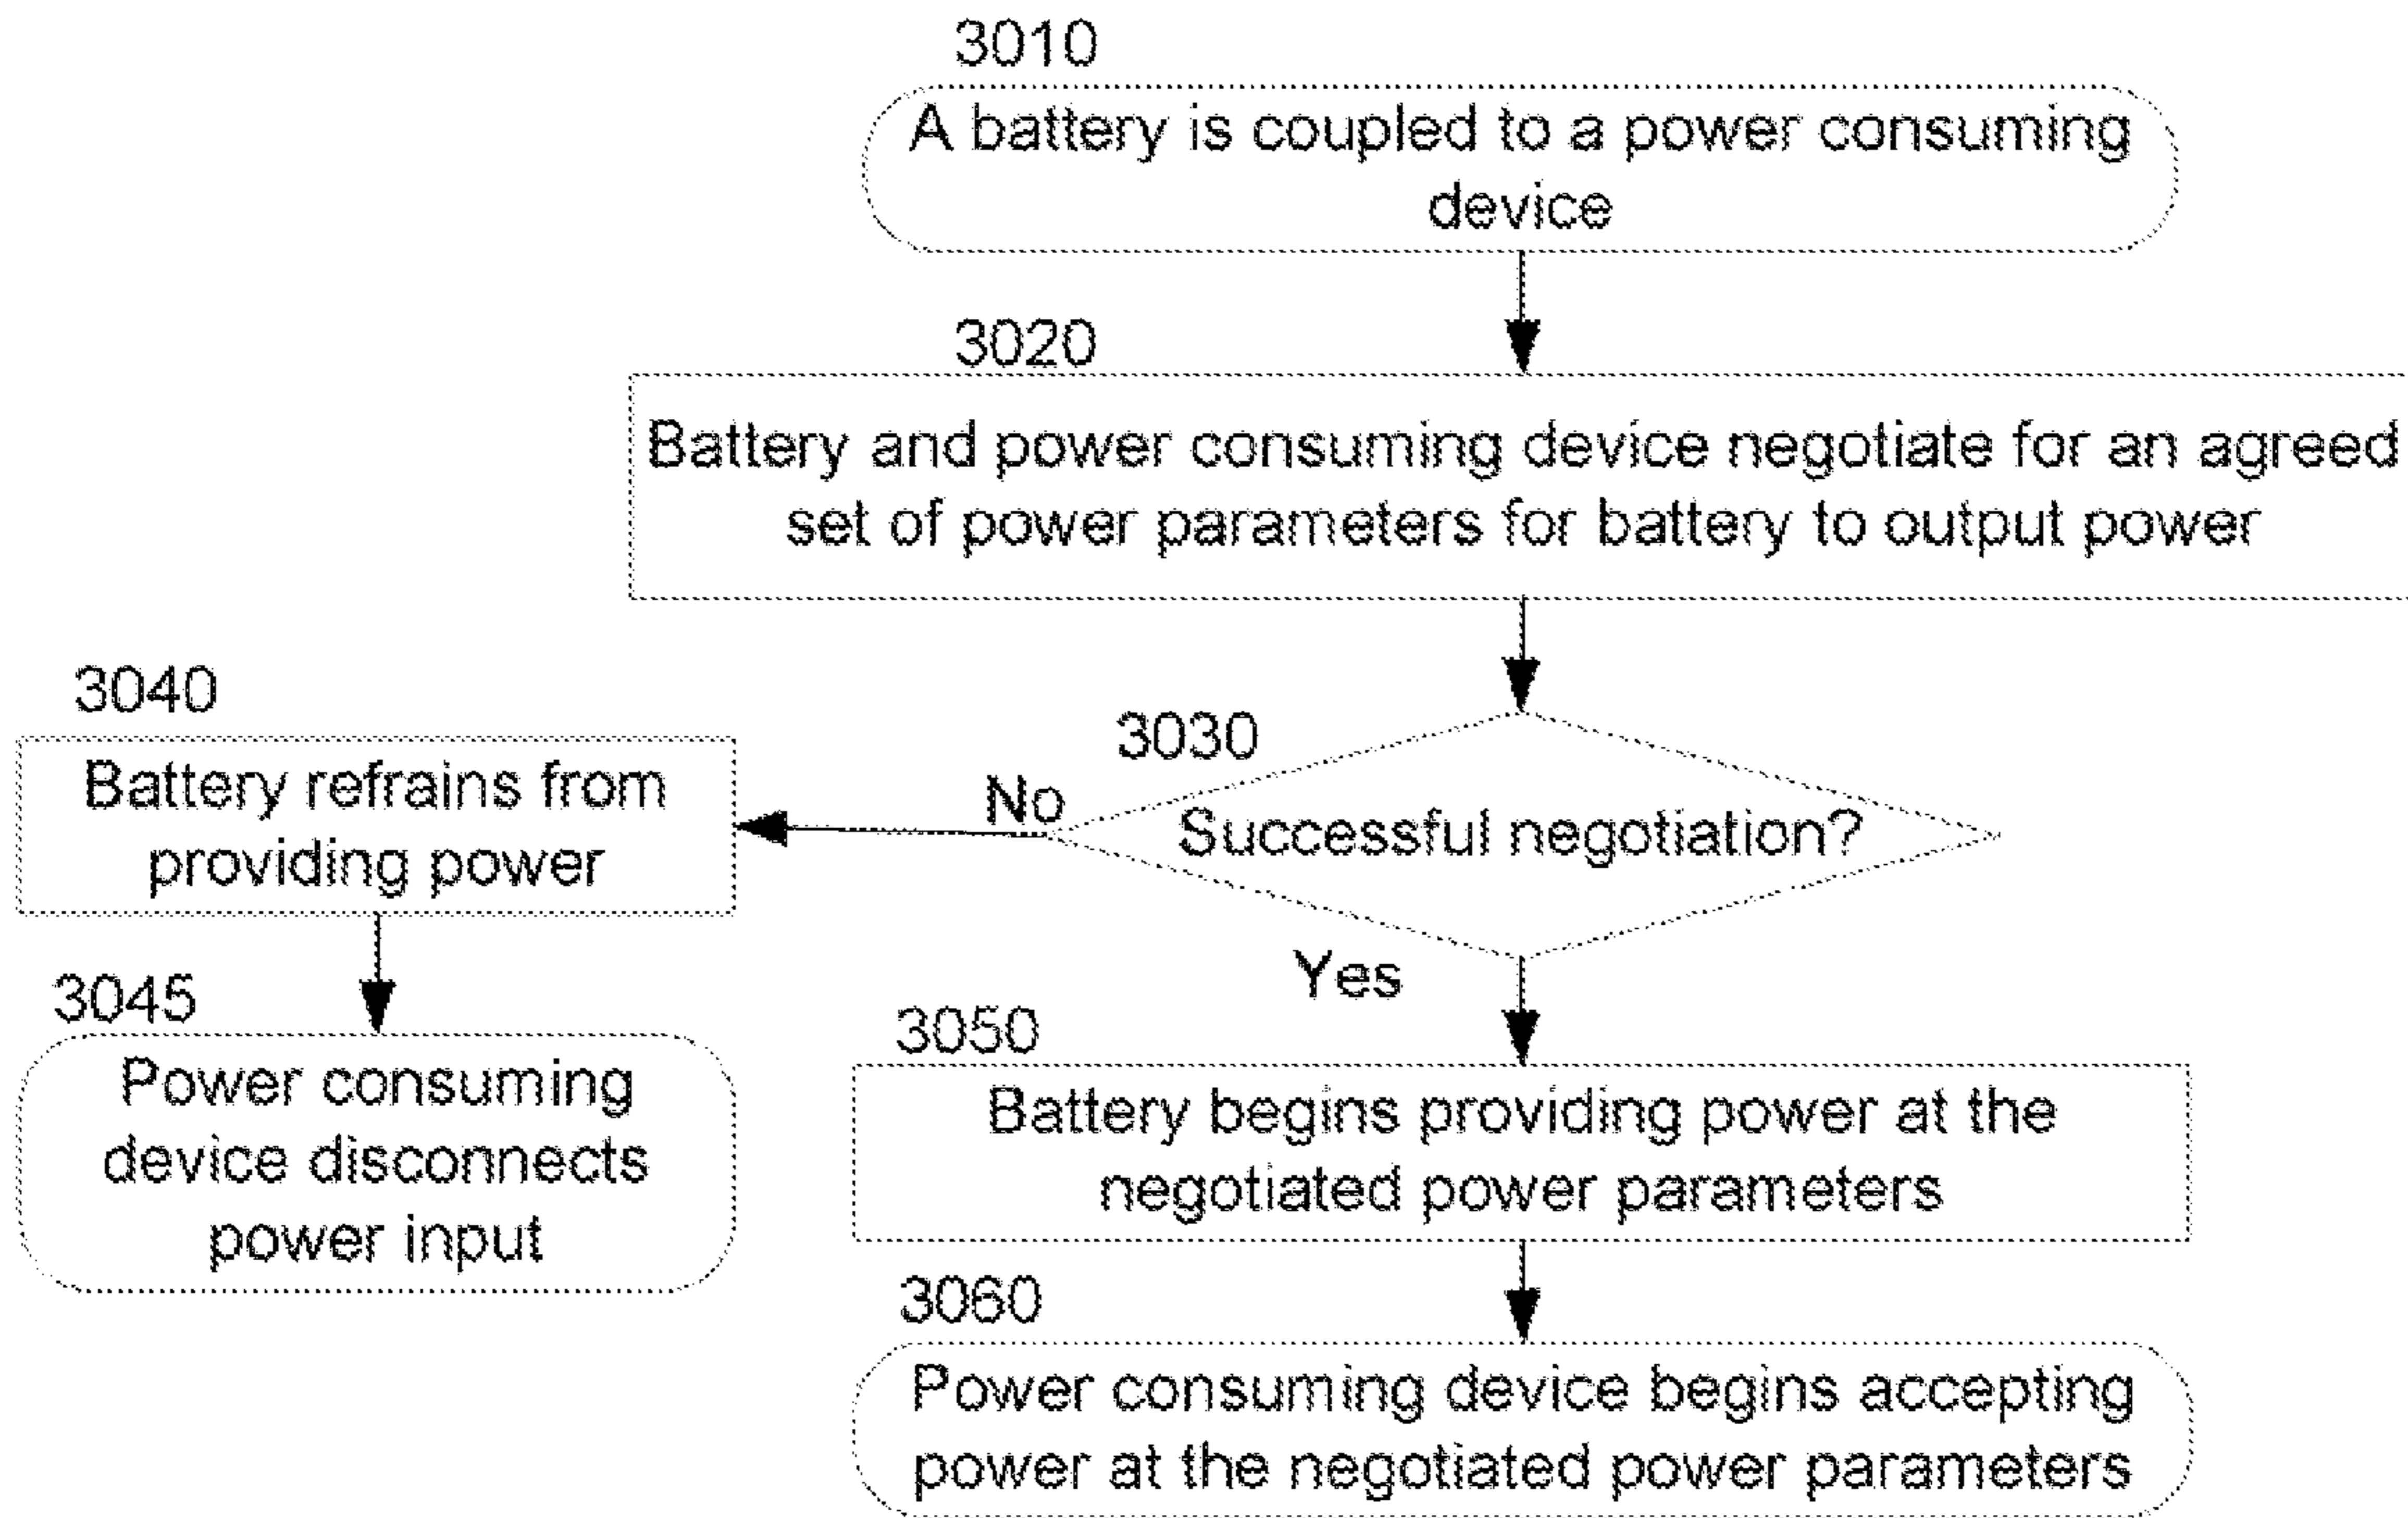 3010
A battery is coupled to a power consuming
device
3020
Battery and power consuming device negotiate for an agreed
set of power parameters for battery to output power
3030
Successful negotiation?
No
3040
Battery refrains from
providing power
3045
Power consuming
device disconnects
power input
Yes
3050
Battery begins providing power at the
negotiated power parameters
3060
Power consuming device begins accepting
power at the negotiated power parameters